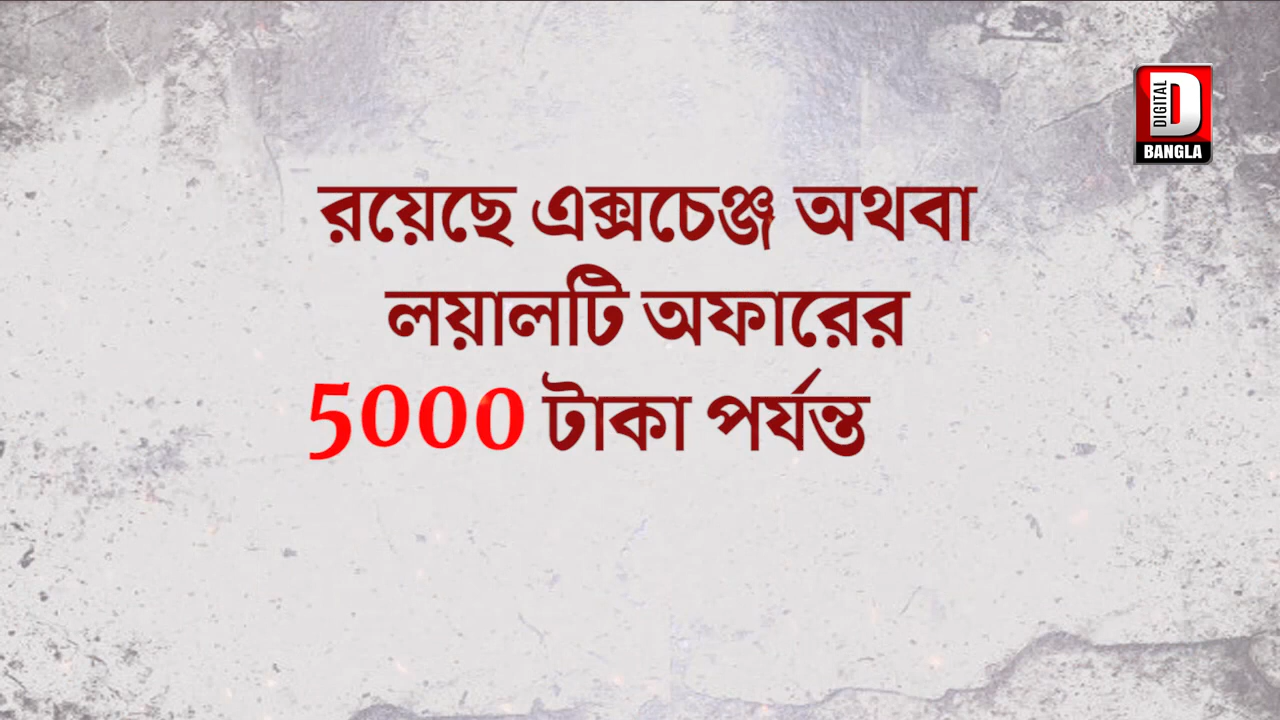 DIGITAL
D
BANGLA
রয়েছে এক্সচেঞ্জ অথবা
লয়ালটি অফারের
5000 টাকা পর্যন্ত